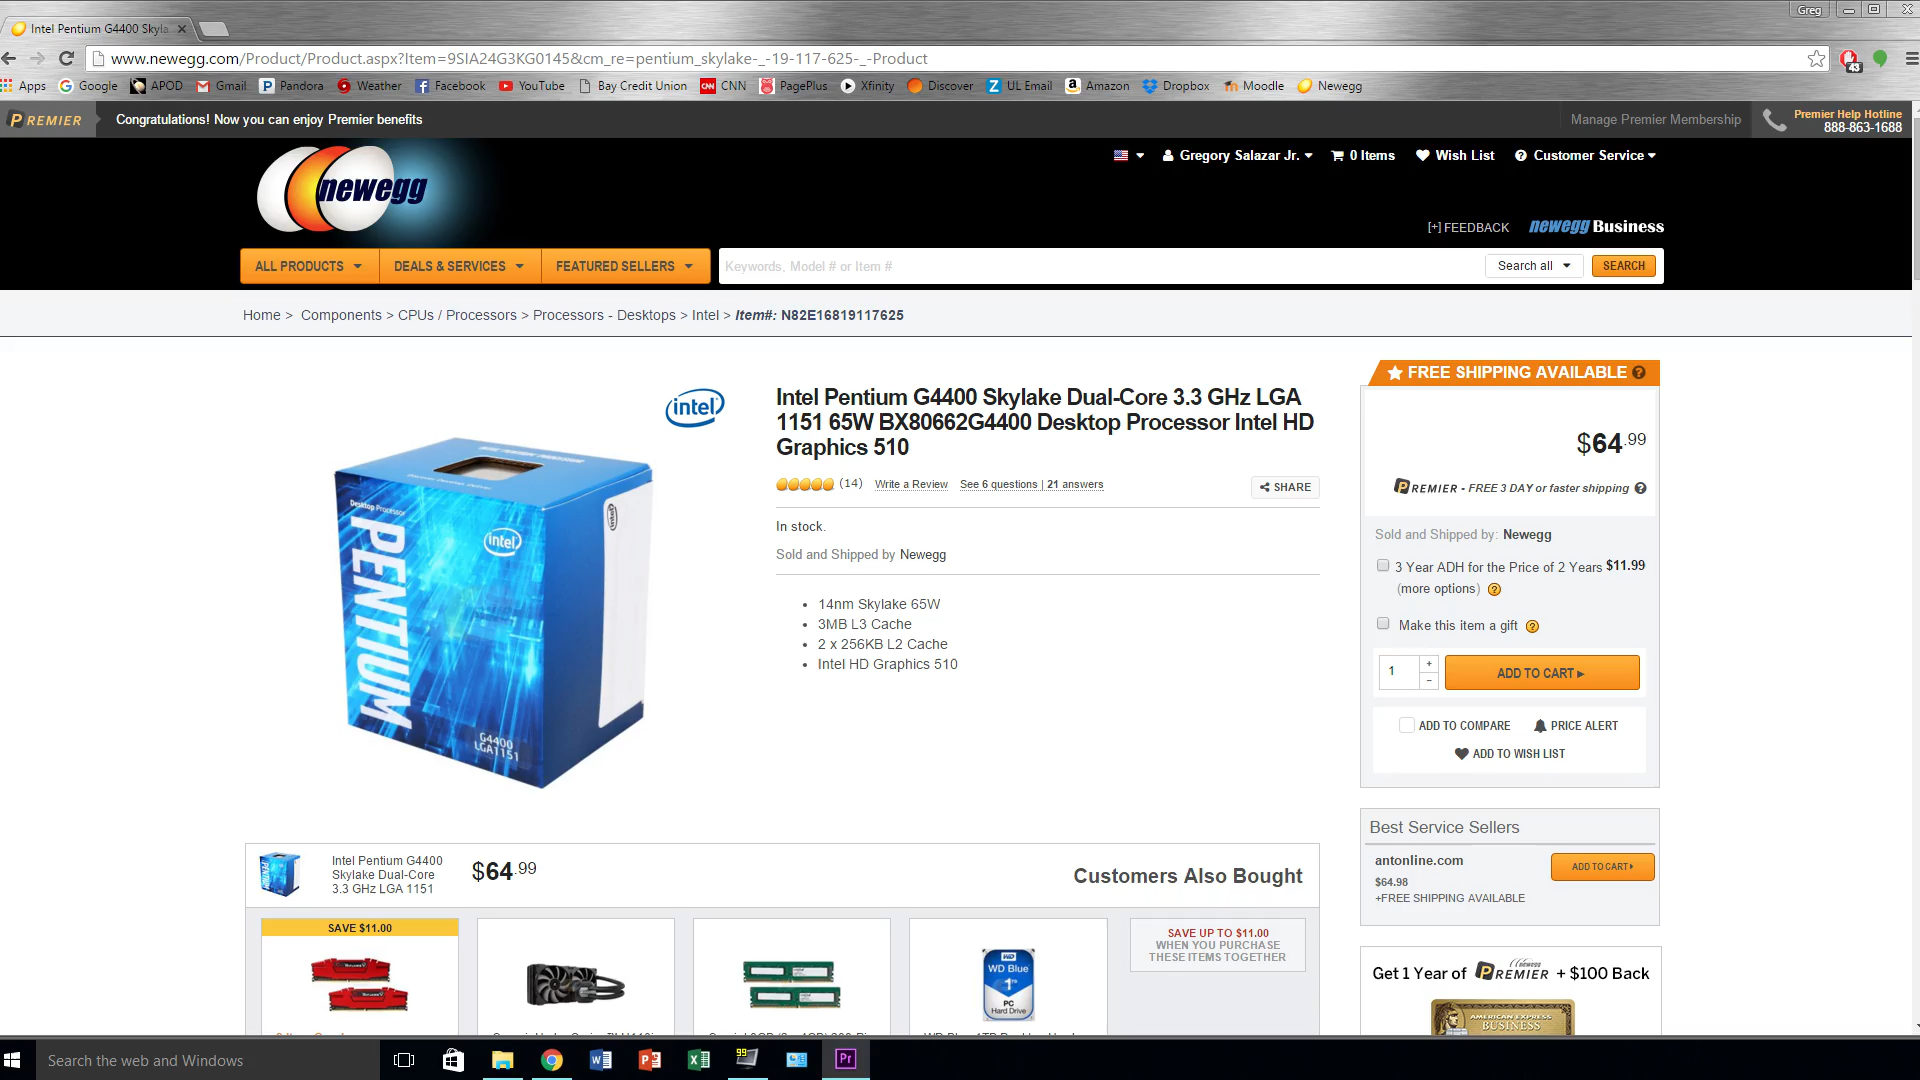 Greg
Intel Pentium G4400 Skyla
www.newegg.com/Product/Product.aspx?Item=9SIA24G3KG0145&cm_re=pentium_skylake-_-19-117-625-_-Product
43
Apps Google APOD Gmail Pandora Weather Facebook YouTube Bay Credit Union CNN PagePlus Xfinity Discover UL Email Amazon Dropbox Moodle Newegg
PREMIER Congratulations! Now you can enjoy Premier benefits
Manage Premier Membership
Premier Help Hotline
888-863-1688
newegg
Gregory Salazar Jr. 0 Items Wish List Customer Service
[+] FEEDBACK newegg Business
ALL PRODUCTS DEALS & SERVICES FEATURED SELLERS Keywords, Model # or Item # Search all SEARCH
Home > Components > CPUs / Processors > Processors - Desktops > Intel > Item#: N82E16819117625
intel
Intel Pentium G4400 Skylake Dual-Core 3.3 GHz LGA
1151 65W BX80662G4400 Desktop Processor Intel HD
Graphics 510
(14) Write a Review See 6 questions | 21 answers SHARE
In stock.
Sold and Shipped by Newegg
14nm Skylake 65W
3MB L3 Cache
2 x 256KB L2 Cache
Intel HD Graphics 510
Desktop Processor
PENTIUM
intel
intel
G4400
LGA1151
FREE SHIPPING AVAILABLE
$64.99
PREMIER - FREE 3 DAY or faster shipping
Sold and Shipped by: Newegg
3 Year ADH for the Price of 2 Years $11.99
(more options)
Make this item a gift
1 + - ADD TO CART
ADD TO COMPARE PRICE ALERT
ADD TO WISH LIST
Best Service Sellers
antonline.com
$64.98
+FREE SHIPPING AVAILABLE
ADD TO CART
Get 1 Year of newegg PREMIER + $100 Back
AMERICAN EXPRESS
BUSINESS
Intel Pentium G4400
Skylake Dual-Core
3.3 GHz LGA 1151
$64.99
Customers Also Bought
SAVE $11.00
WD
WD Blue
1TB
PC
Hard Drive
SAVE UP TO $11.00
WHEN YOU PURCHASE
THESE ITEMS TOGETHER
Search the web and Windows
99
Pr